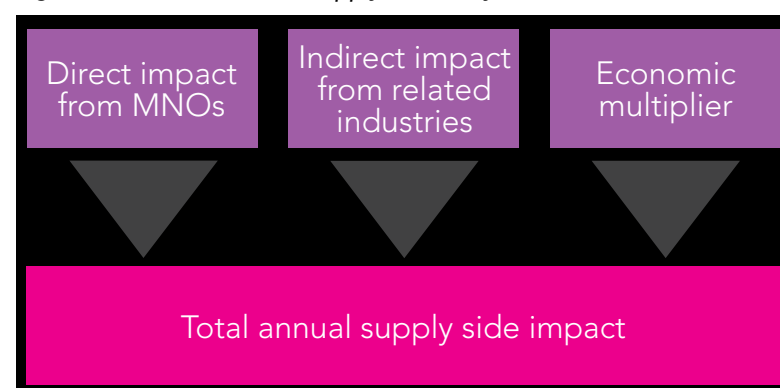 Direct impact
from MNOs
Indirect impact
from related
industries
Economic
multiplier
Total annual supply side impact